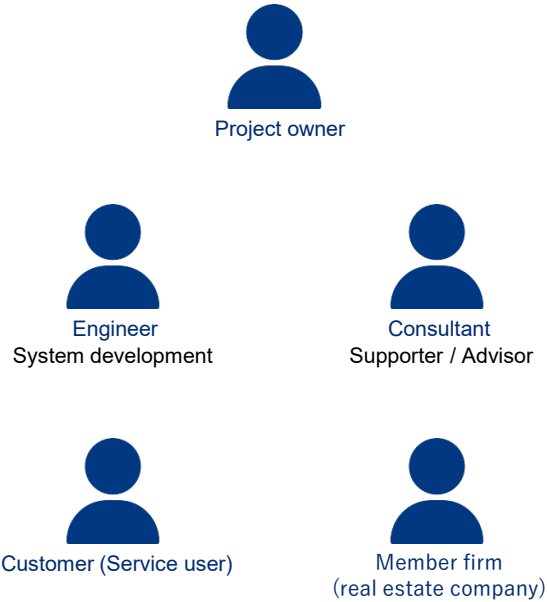 Project owner
Engineer
System development
Consultant
Supporter / Advisor
Customer (Service user)
Member firm
(real estate company)